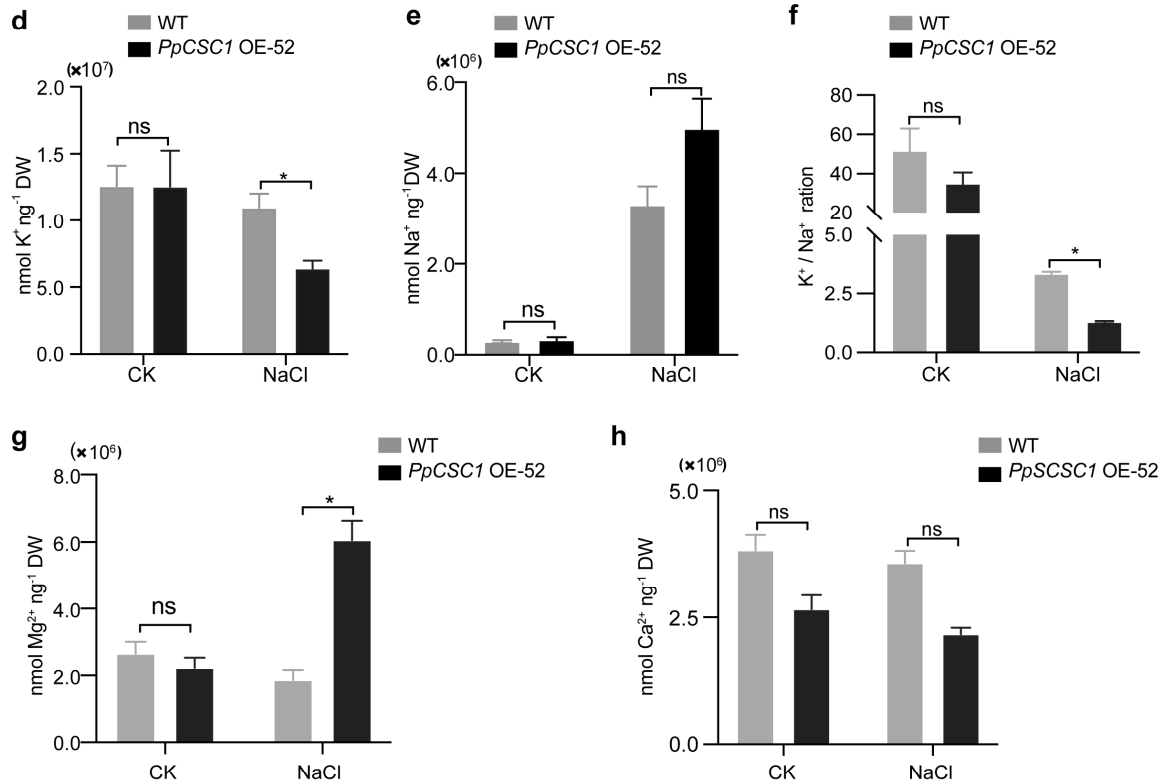 d
WT
PpCSC1 OE-52
(×10⁷)
2.0
1.5
1.0
5.0
0.0
nmol K⁺ ng⁻¹ DW
ns
*
CK
NaCl
e
WT
PpCSC1 OE-52
(×10⁶)
6.0
4.0
2.0
0.0
nmol Na⁺ ng⁻¹ DW
ns
ns
CK
NaCl
f
WT
PpCSC1 OE-52
80
60
40
20
5.0
2.5
0.0
K⁺ / Na⁺ ration
ns
*
CK
NaCl
g
WT
PpCSC1 OE-52
(×10⁶)
8.0
6.0
4.0
2.0
0.0
nmol Mg²⁺ ng⁻¹ DW
ns
*
CK
NaCl
h
WT
PpSCSC1 OE-52
(×10⁶)
5.0
2.5
0.0
nmol Ca²⁺ ng⁻¹ DW
ns
ns
CK
NaCl